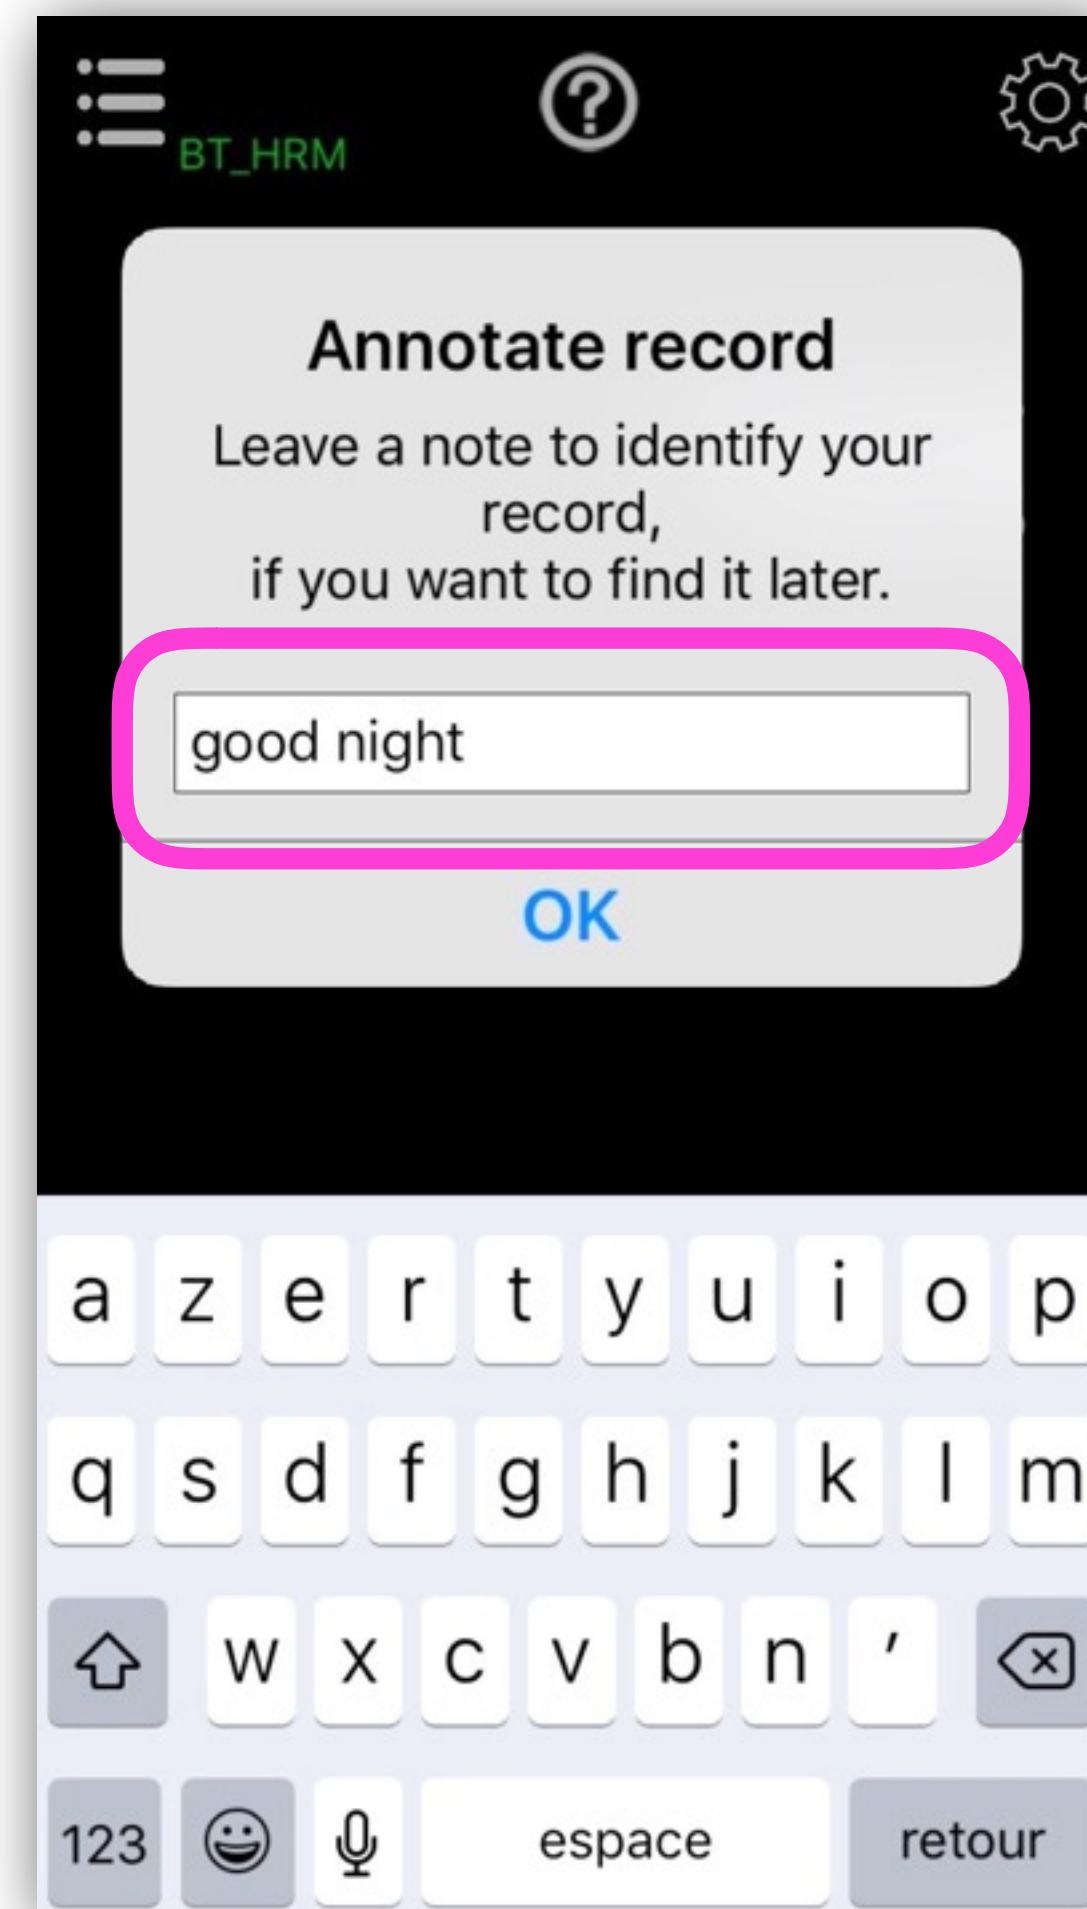 BT_HRM
Annotate record
Leave a note to identify your
record,
if you want to find it later.
good night
OK
a z e r t y u i o p
q s d f g h j k l m
w x c v b n '
123 espace retour